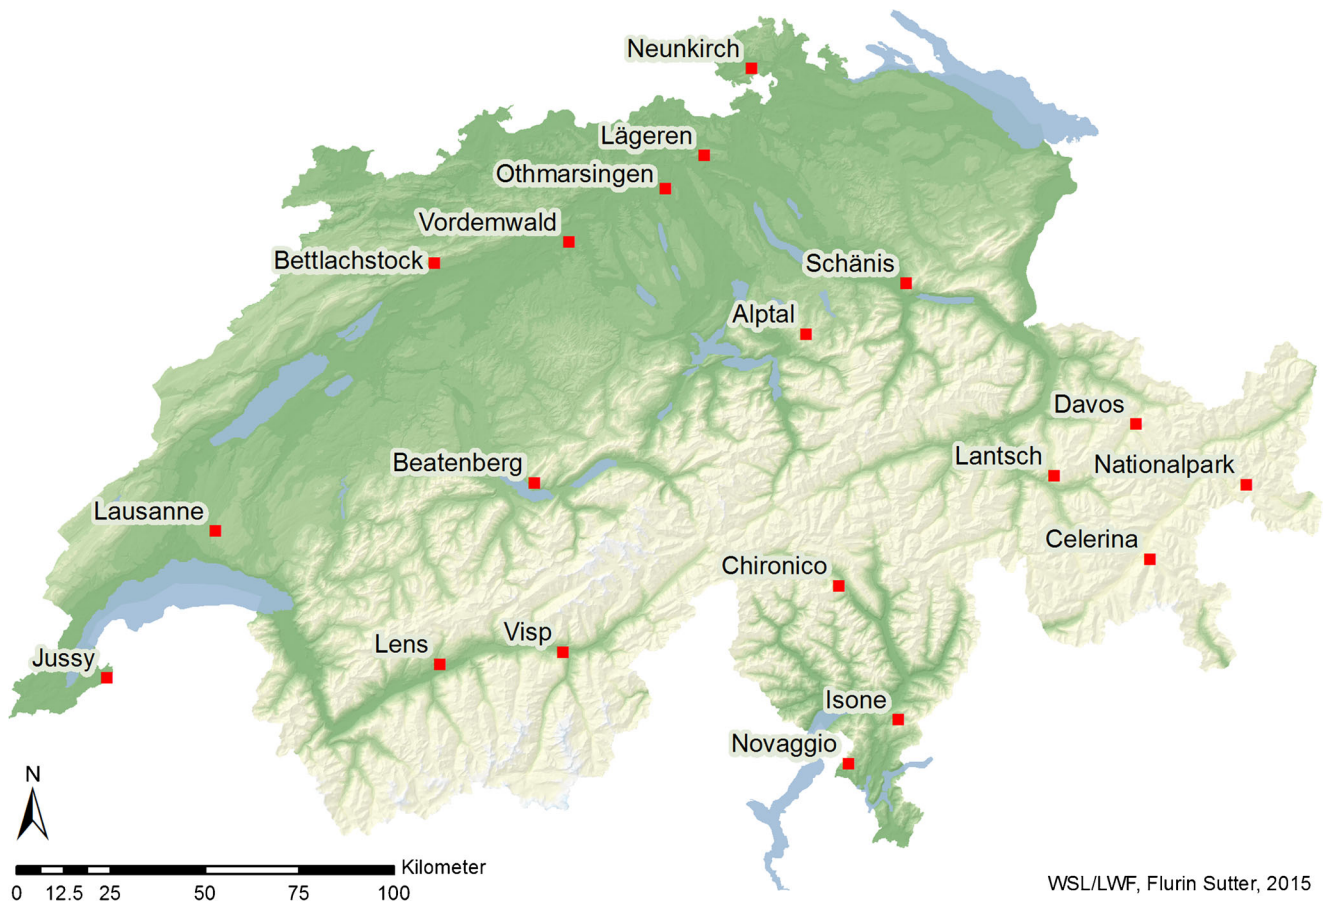 Neunkirch
Lägeren
Othmarsingen
Vordemwald
Bettlachstock
Schänis
Alptal
Davos
Lantsch
Nationalpark
Beatenberg
Lausanne
Celerina
Chironico
Visp
Lens
Jussy
Isone
Novaggio
N
Kilometer
0 12.5 25 50 75 100
WSL/LWF, Flurin Sutter, 2015